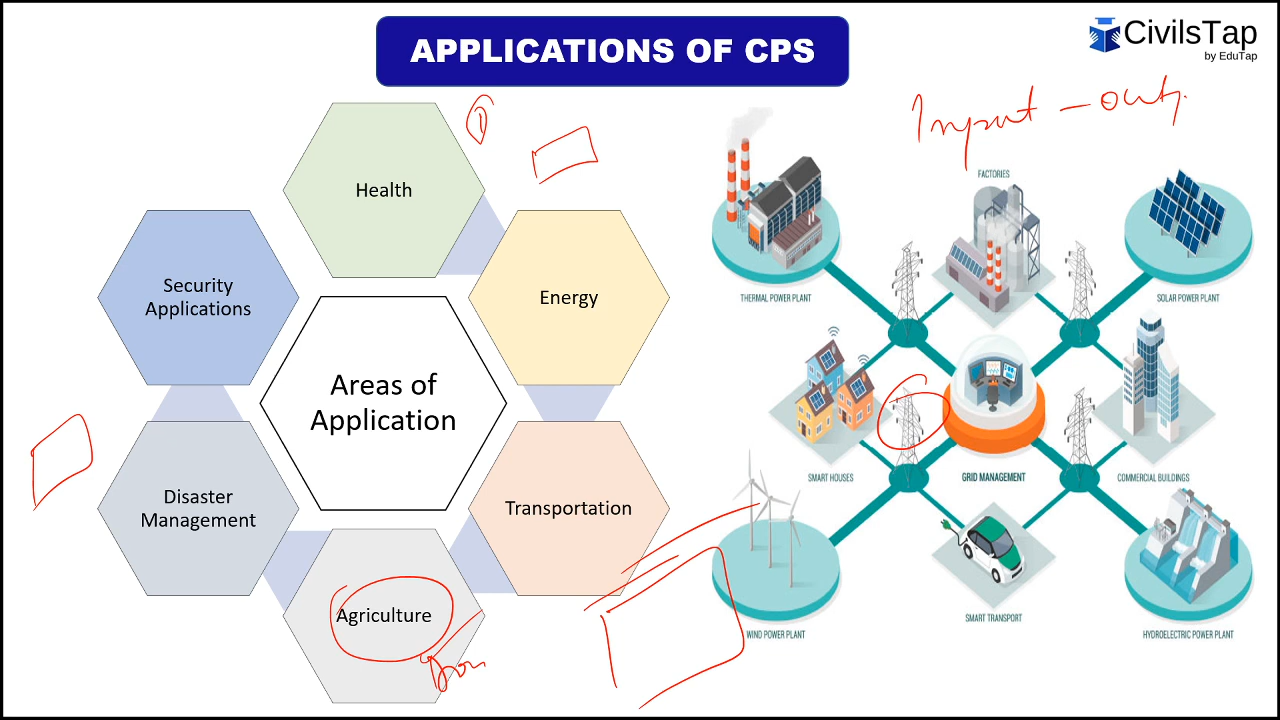 APPLICATIONS OF CPS
CivilsTap
by EduTap
Input - out
Health
Security
Applications
Energy
Areas of
Application
Disaster
Management
Transportation
Agriculture
FACTORIES
THERMAL POWER PLANT
SOLAR POWER PLANT
SMART HOUSES
GRID MANAGEMENT
COMMERCIAL BUILDINGS
SMART TRANSPORT
WIND POWER PLANT
HYDROELECTRIC POWER PLANT